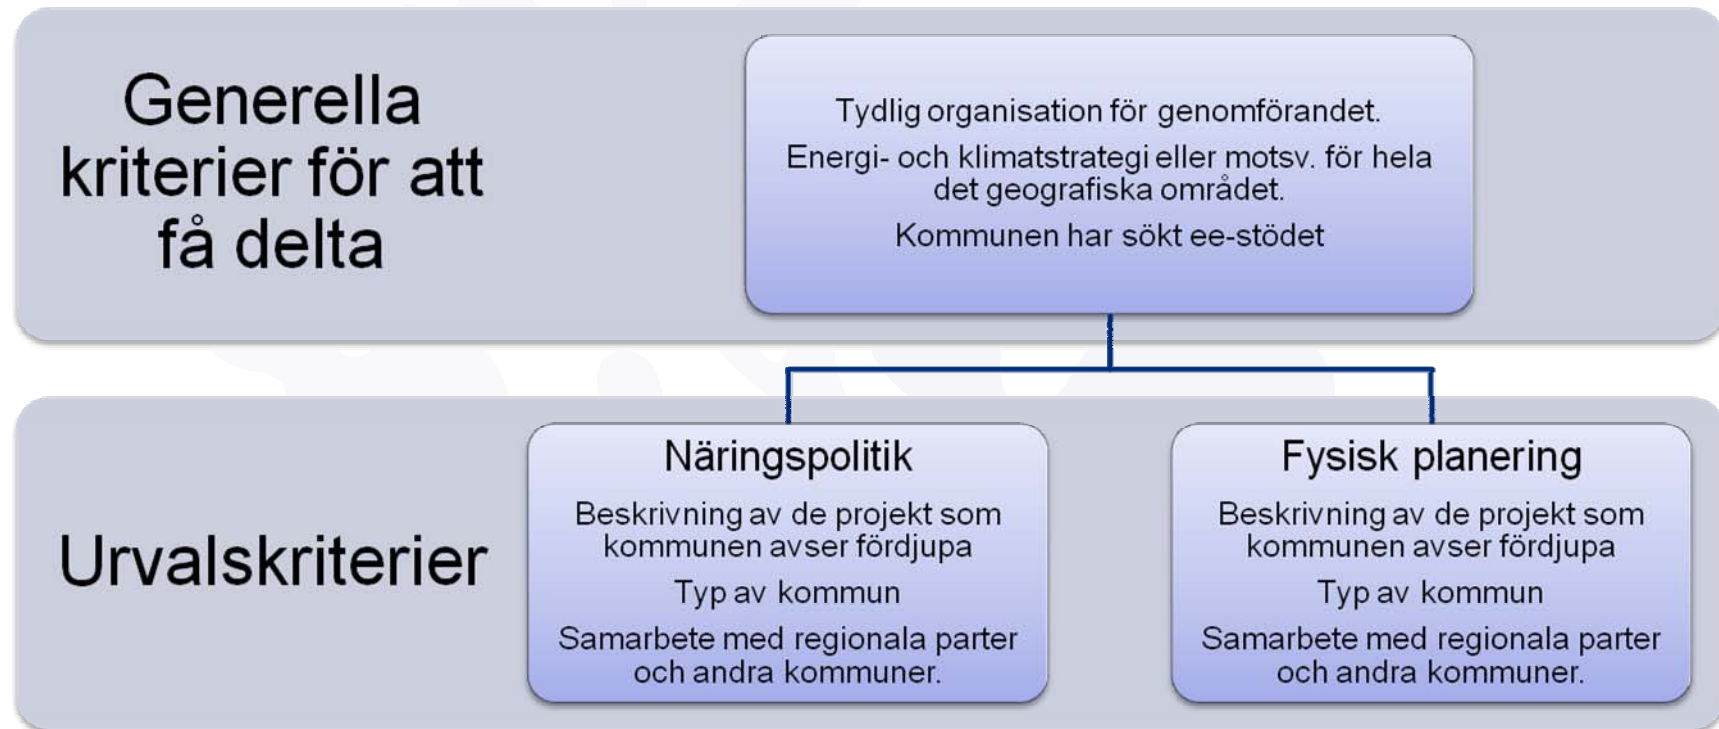 Generella
kriterier för att
få delta
Tydlig organisation för genomförandet.
Energi- och klimatstrategi eller motsv. för hela
det geografiska området.
Kommunen har sökt ee-stödet
Urvalskriterier
Näringspolitik
Beskrivning av de projekt som
kommunen avser fördjupa
Typ av kommun
Samarbete med regionala parter
och andra kommuner.
Fysisk planering
Beskrivning av de projekt som
kommunen avser fördjupa
Typ av kommun
Samarbete med regionala parter
och andra kommuner.